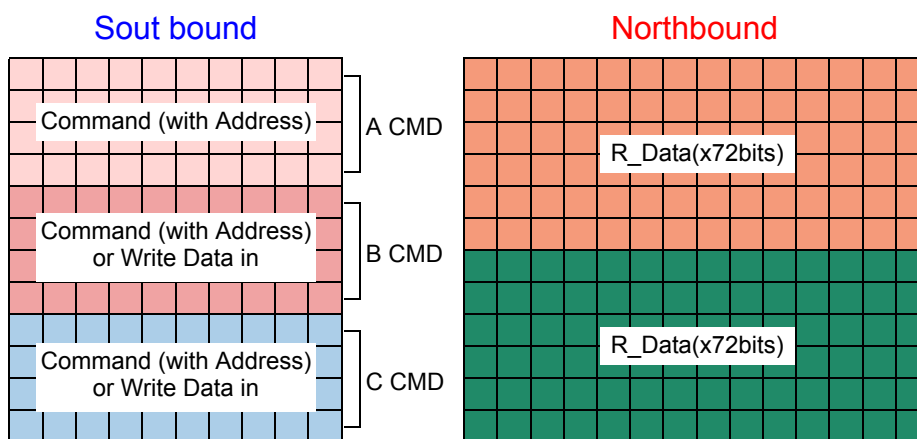 Sout bound
Northbound
Command (with Address)
A CMD
Command (with Address)
or Write Data in
B CMD
Command (with Address)
or Write Data in
C CMD
R_Data(x72bits)
R_Data(x72bits)